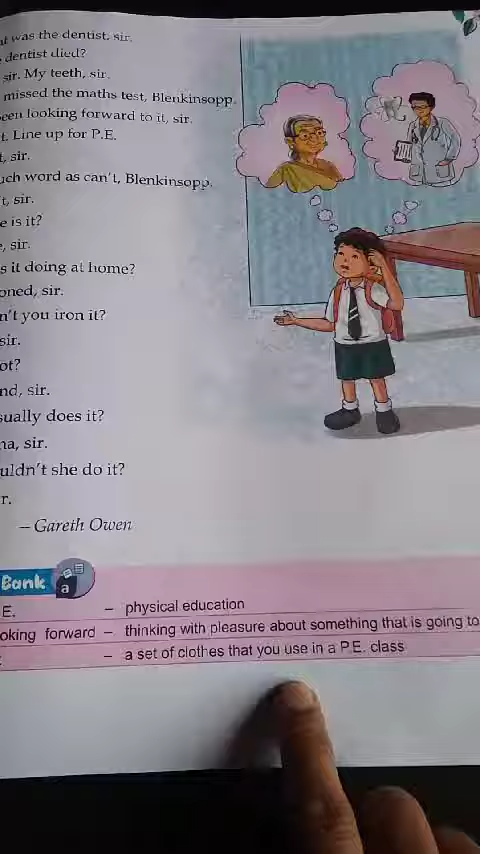 was the dentist, sir.
dentist died?
sir. My teeth, sir.
missed the maths test, Blenkinsopp.
een looking forward to it, sir.
t. Line up for P.E.
t, sir.
uch word as can't, Blenkinsopp.
t, sir.
e is it?
e, sir.
s it doing at home?
oned, sir.
n't you iron it?
sir.
ot?
nd, sir.
sually does it?
na, sir.
uldn't she do it?
r.
– Gareth Owen
Bank a
E. – physical education
oking forward – thinking with pleasure about something that is going to
– a set of clothes that you use in a P.E. class